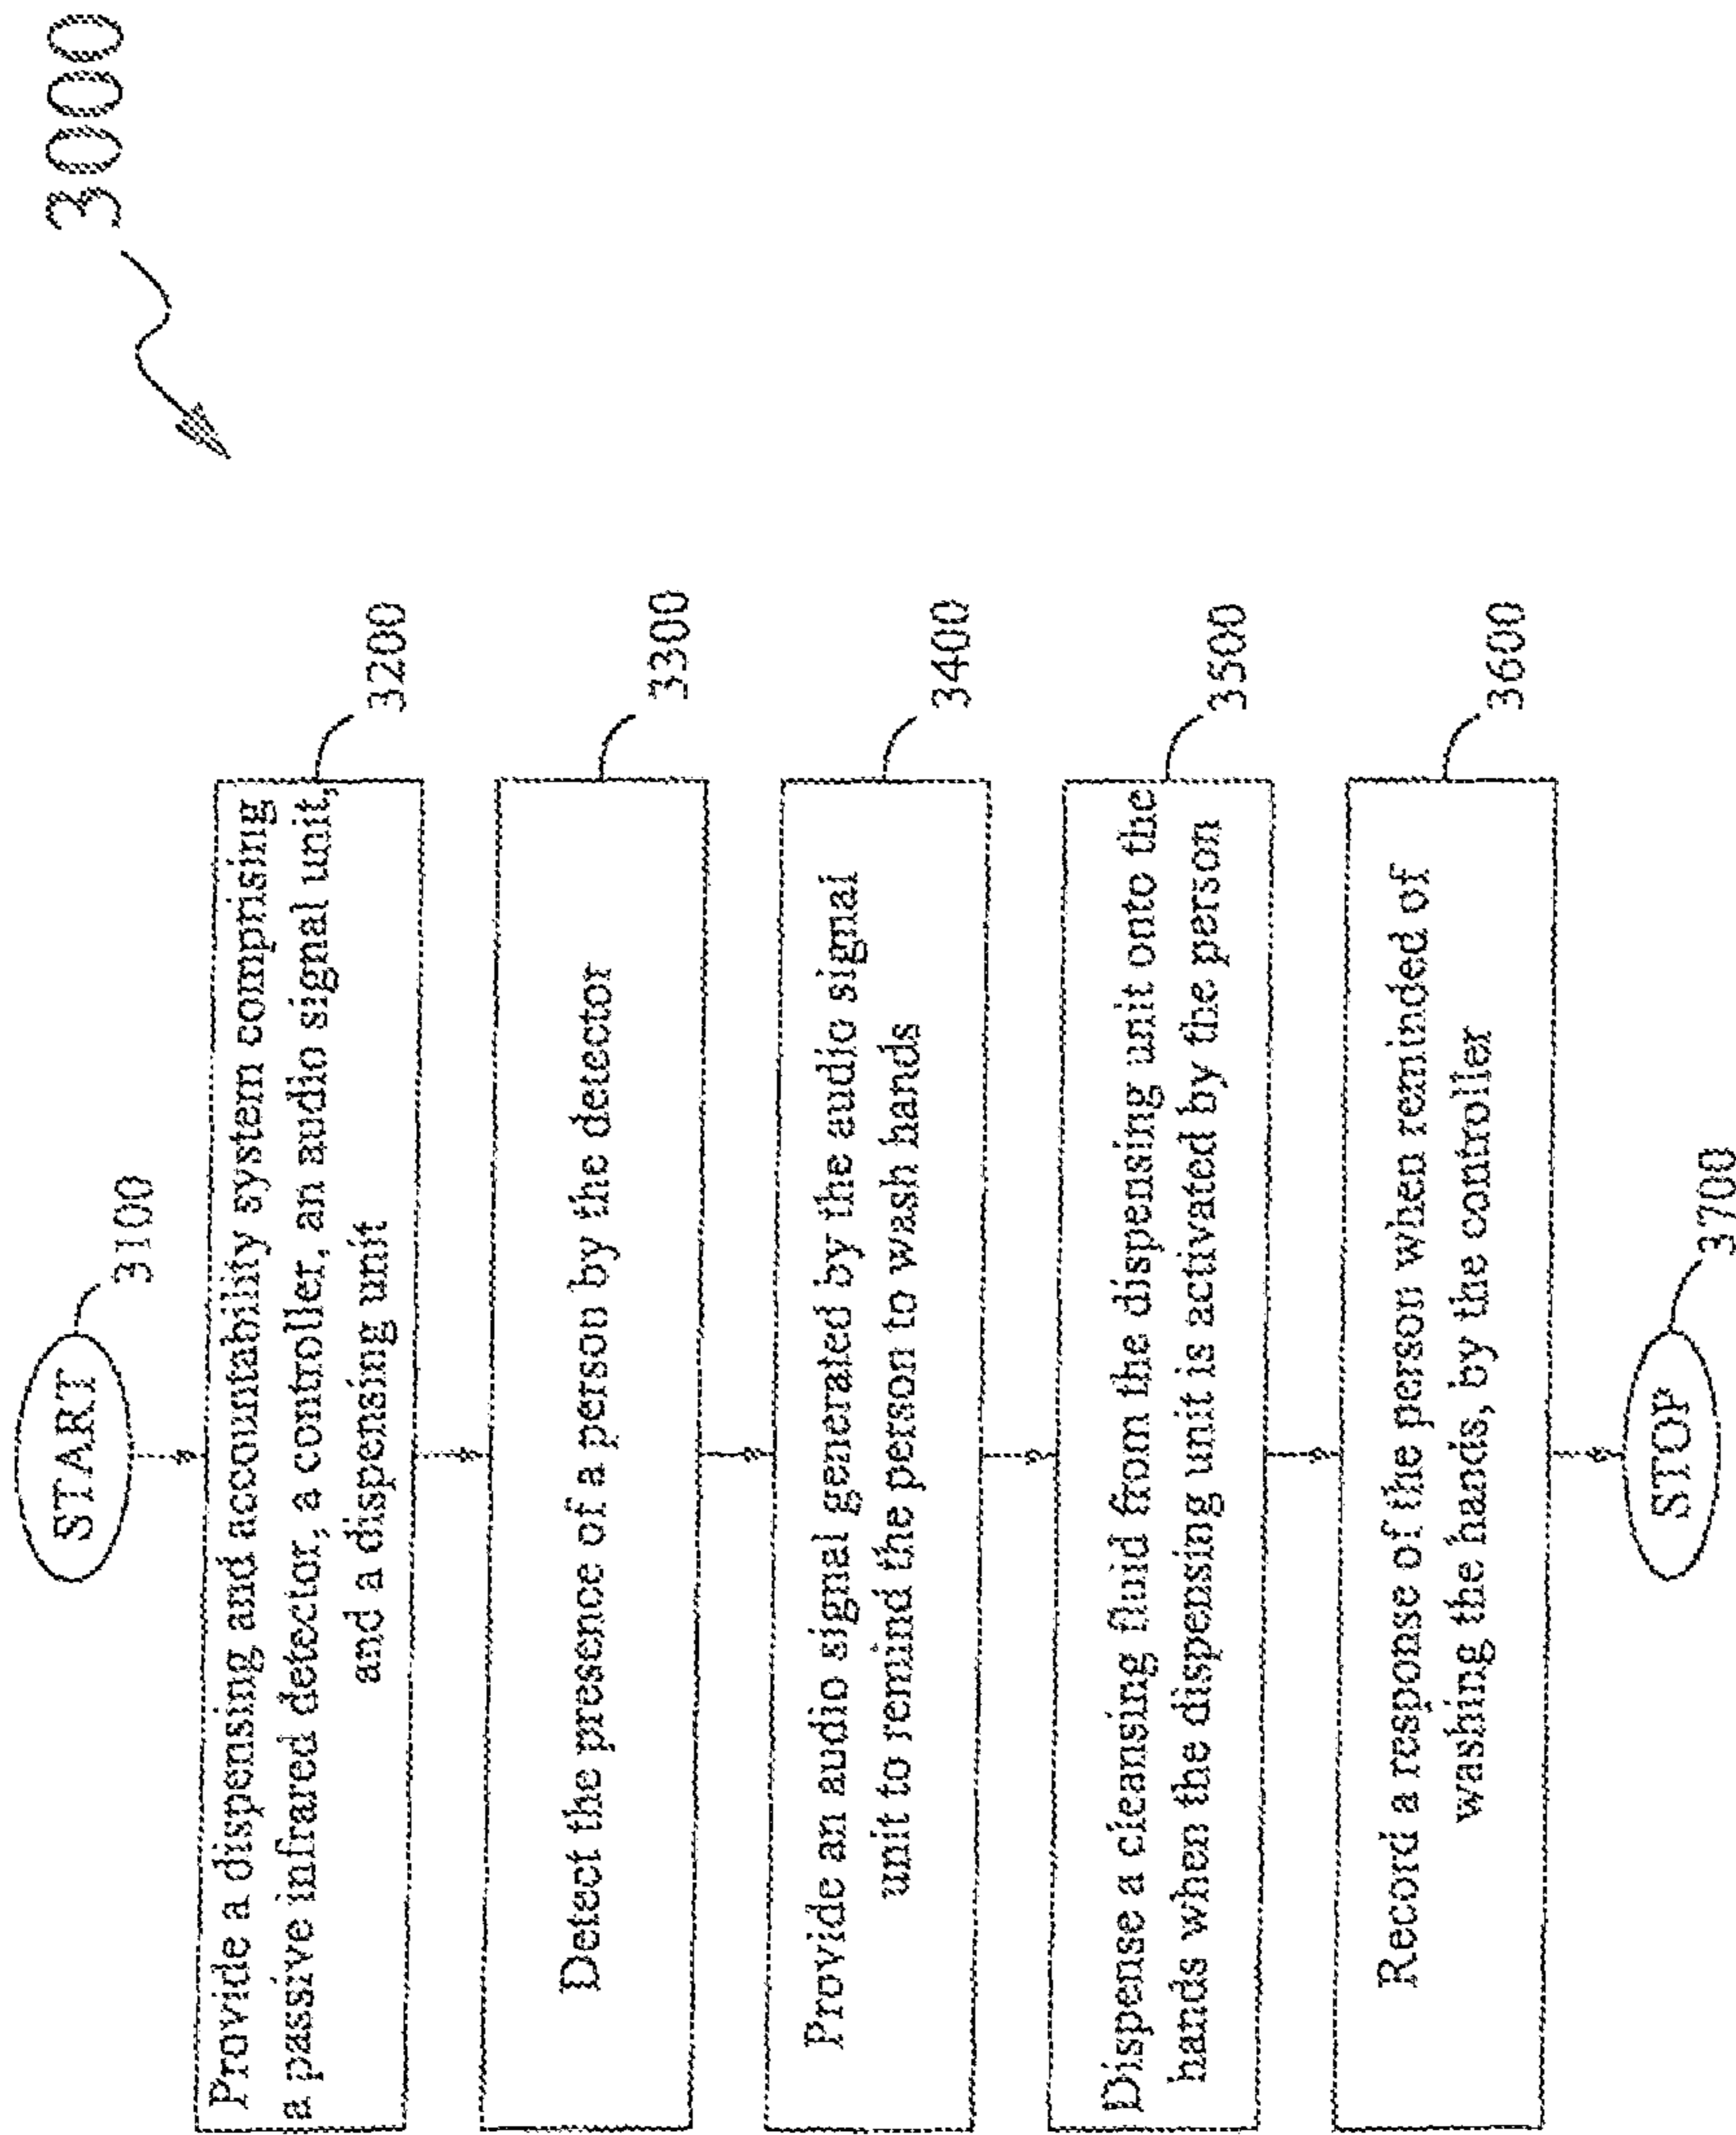 3000
START
3100
Provide a dispensing and accountability system comprising
a passive infrared detector, a controller, an audio signal unit,
and a dispensing unit
3200
Detect the presence of a person by the detector
3300
Provide an audio signal generated by the audio signal
unit to remind the person to wash hands
3400
Dispense a cleansing fluid from the dispensing unit onto the
hands when the dispensing unit is activated by the person
3500
Record a response of the person when reminded of
washing the hands, by the controller
3600
STOP
3700